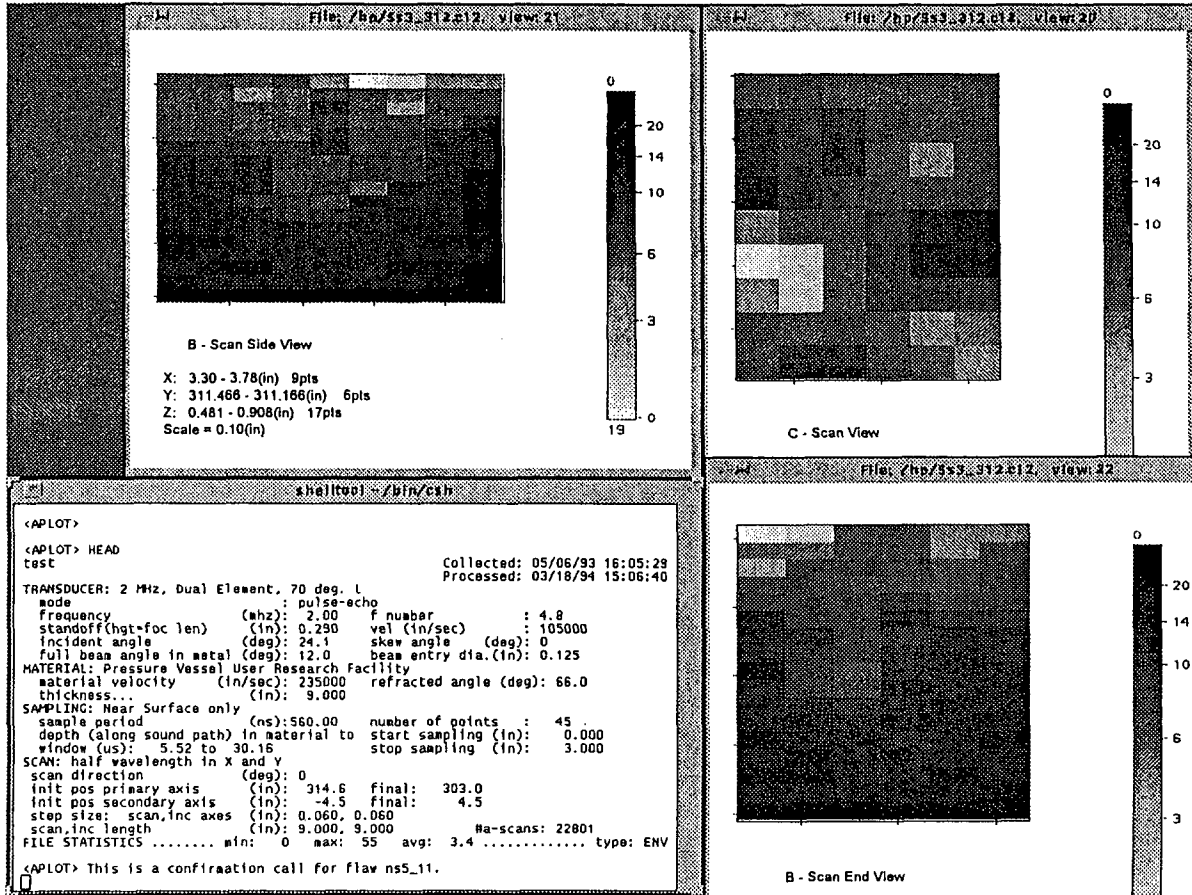 File: /hp/Ss3_312.c12, view:21
0
20
14
10
6
3
0
19
B - Scan Side View
X: 3.30 - 3.78(in) 9pts
Y: 311.466 - 311.166(in) 6pts
Z: 0.481 - 0.908(in) 17pts
Scale = 0.10(in)
File: /hp/Ss3_312.c12, view:20
0
20
14
10
6
3
C - Scan View
shelltool - /bin/csh
<APLOT>
<APLOT> HEAD
test Collected: 05/06/93 16:05:29
Processed: 03/18/94 15:06:40
TRANSDUCER: 2 MHz, Dual Element, 70 deg. L
mode : pulse-echo
frequency (mhz): 2.00 f number : 4.8
standoff(hgt=foc len) (in): 0.290 vel (in/sec) : 105000
incident angle (deg): 24.1 skew angle (deg): 0
full beam angle in metal (deg): 12.0 beam entry dia.(in): 0.125
MATERIAL: Pressure Vessel User Research Facility
material velocity (in/sec): 235000 refracted angle (deg): 66.0
thickness... (in): 9.000
SAMPLING: Near Surface only
sample period (ns):560.00 number of points : 45
depth (along sound path) in material to start sampling (in): 0.000
window (us): 5.52 to 30.16 stop sampling (in): 3.000
SCAN: half wavelength in X and Y
scan direction (deg): 0
init pos primary axis (in): 314.6 final: 303.0
init pos secondary axis (in): -4.5 final: 4.5
step size: scan,inc axes (in): 0.060, 0.060
scan,inc length (in): 9.000, 9.000 #a-scans: 22801
FILE STATISTICS ........ min: 0 max: 55 avg: 3.4 ............. type: ENV
<APLOT> This is a confirmation call for flaw ns5_11.
File: /hp/Ss3_312.c12, view:22
0
20
14
10
6
3
B - Scan End View